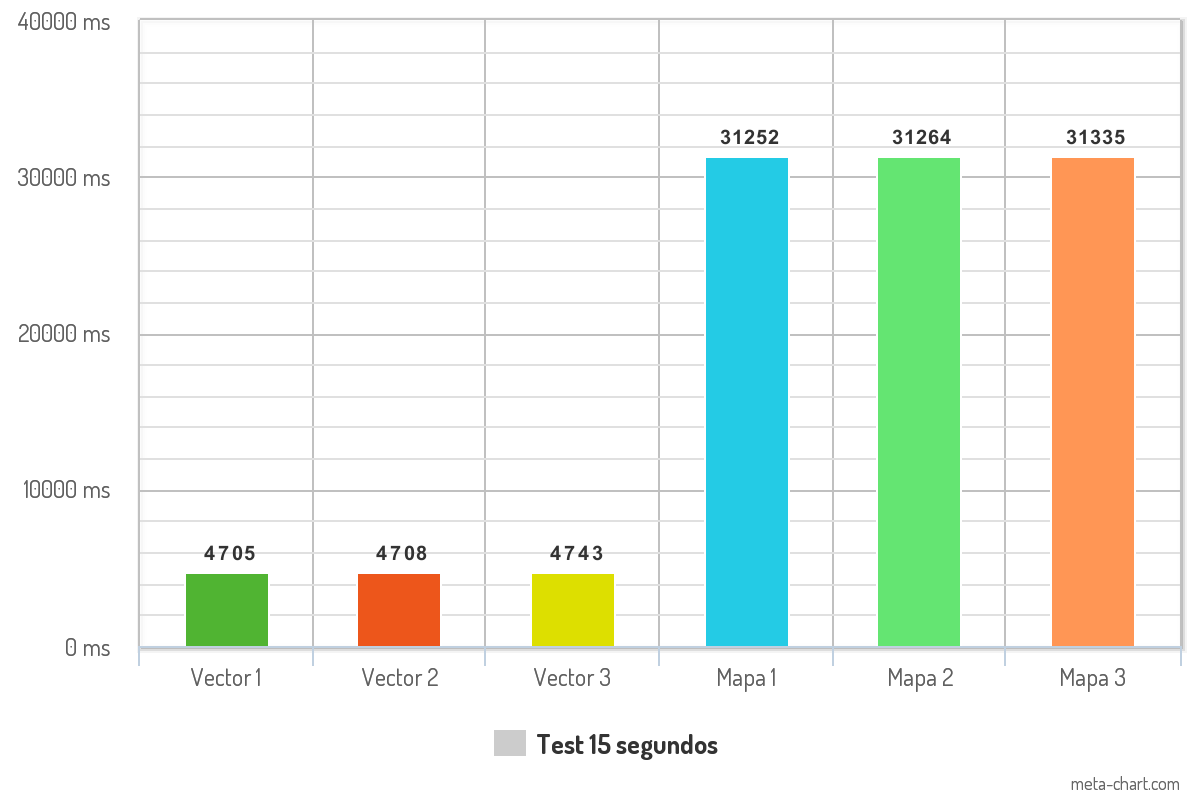 40000 ms
31252 31264 31335
30000 ms
20000 ms
10000 ms
4705 4708 4743
0 ms
Vector 1 Vector 2 Vector 3 Mapa 1 Mapa 2 Mapa 3
Test 15 segundos
meta-chart.com